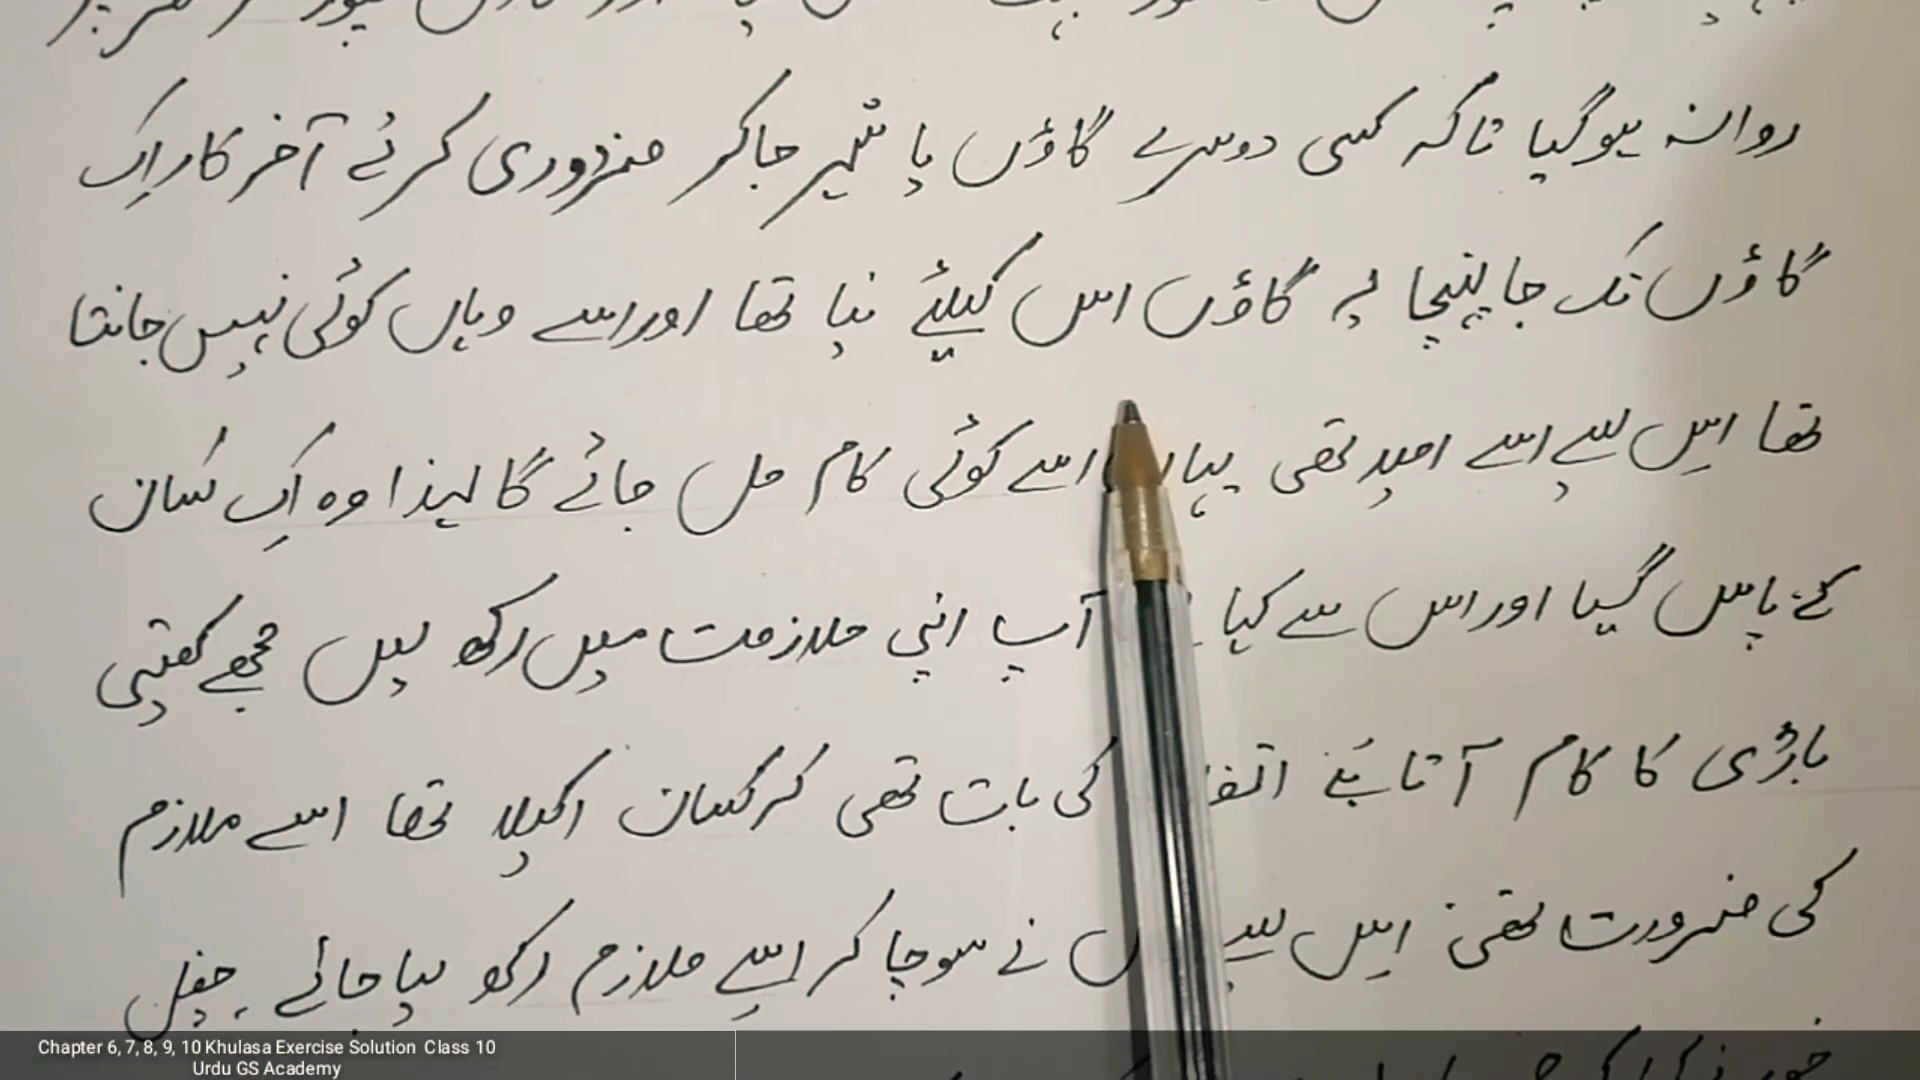 روانہ ہوگیا تاکہ کسی دوسرے گاؤں یا شہر جاکر مزدوری کرئے آخر کار اک
گاؤں تک جا پہنچا یہ گاؤں اس کیلئے نیا تھا اور اسے وہاں کوئی نہیں جانتا
تھا اس لیے اسے امید تھی یہاں اسے کوئی کام مل جائے گا لہذا وہ اک کسان
کے پاس گیا اور اس سے کہا آپ اپنی ملازمت میں رکھ لیں مجھے کھیتی
باڑی کا کام آتا ہے کی بات تھی کہ کسان اکیلا تھا اسے ملازم
کی ضرورت تھی اس لیے نے سوچا کہ اسے ملازم رکھ لیا جائے۔ چغل
Chapter 6, 7, 8, 9, 10 Khulasa Exercise Solution Class 10
Urdu GS Academy